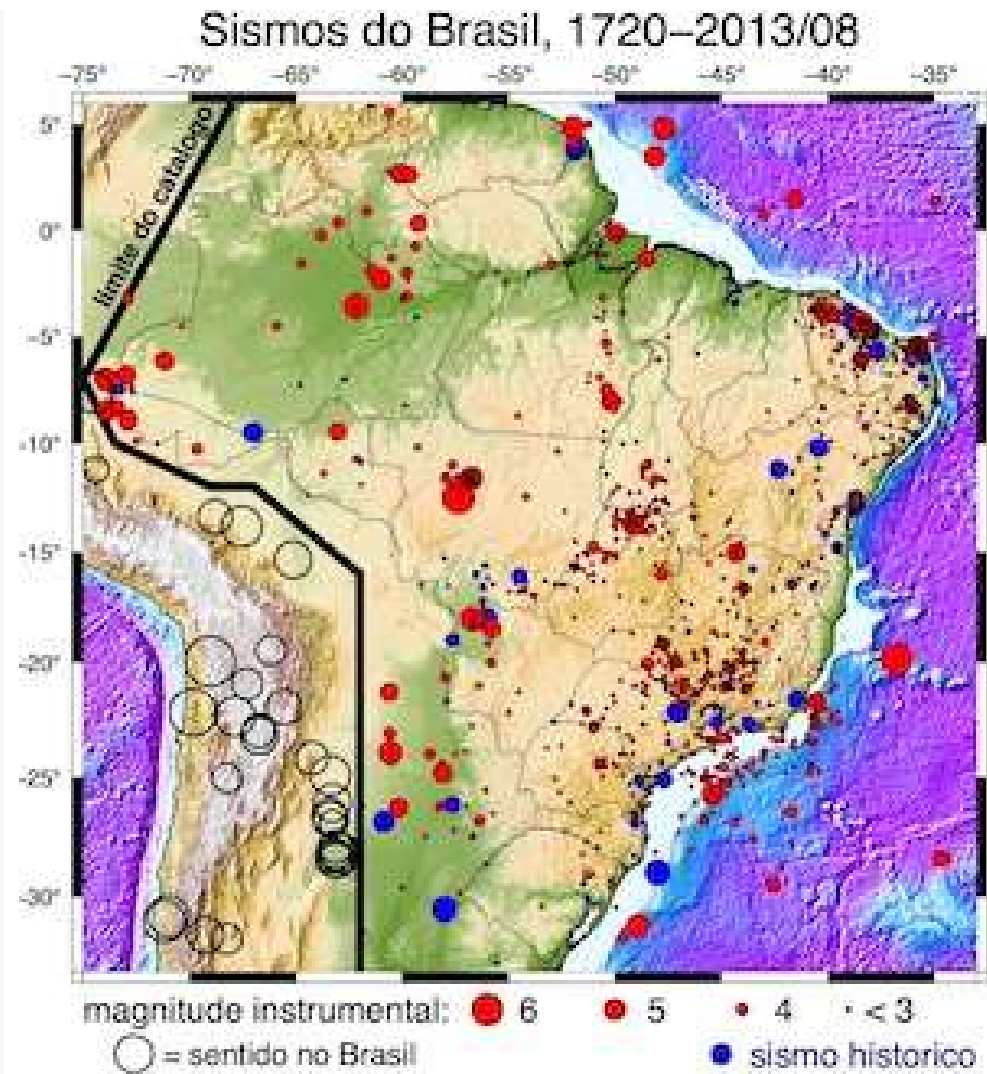 Sismos do Brasil, 1720–2013/08
−75° −70° −65° −60° −55° −50° −45° −40° −35°
5°
0°
−5°
−10°
−15°
−20°
−25°
−30°
limite do catalogo
magnitude instrumental: 6 5 4 < 3
= sentido no Brasil sismo historico